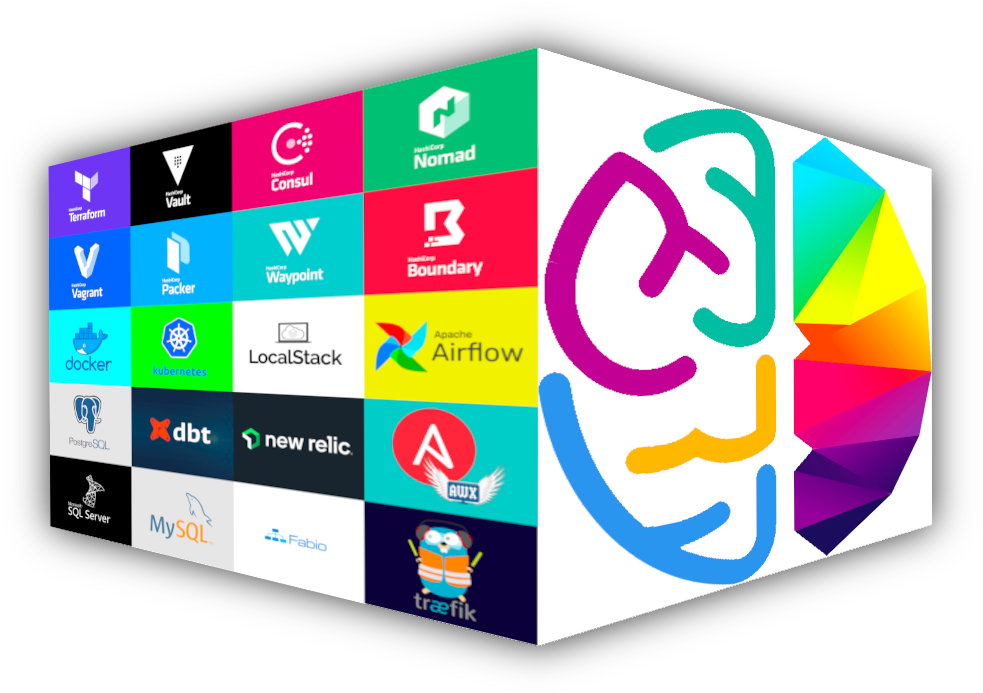 HashiCorp
Terraform
HashiCorp
Vault
HashiCorp
Consul
HashiCorp
Nomad
HashiCorp
Vagrant
HashiCorp
Packer
HashiCorp
Waypoint
HashiCorp
Boundary
docker
kubernetes
LocalStack
Apache
Airflow
PostgreSQL
dbt
new relic.
A
AWX
Microsoft
SQL Server
MySQL
Fabio
træfik